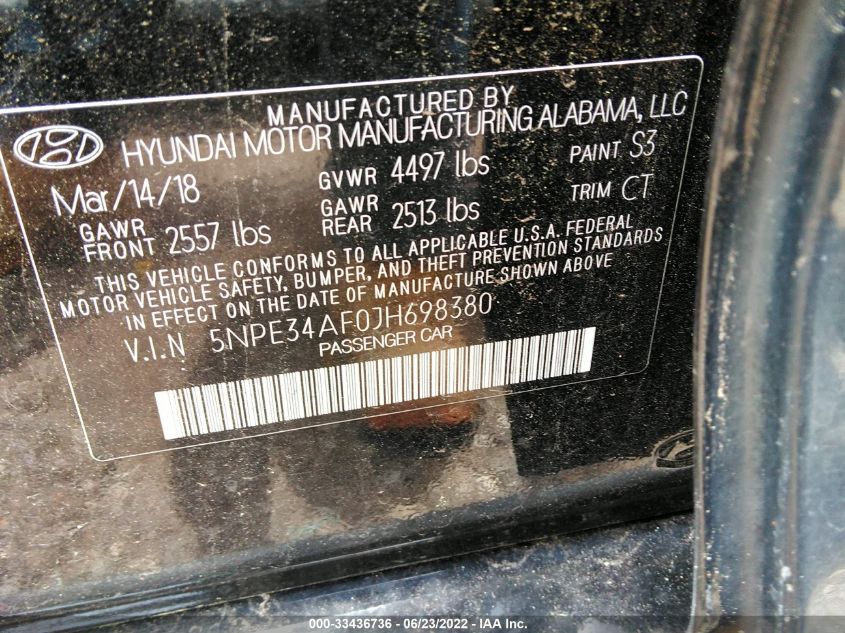 MANUFACTURED BY
HYUNDAI MOTOR MANUFACTURING ALABAMA, LLC
Mar/14/18 GVWR 4497 lbs PAINT S3
GAWR FRONT 2557 lbs GAWR REAR 2513 lbs TRIM CT
THIS VEHICLE CONFORMS TO ALL APPLICABLE U.S.A. FEDERAL
MOTOR VEHICLE SAFETY, BUMPER, AND THEFT PREVENTION STANDARDS
IN EFFECT ON THE DATE OF MANUFACTURE SHOWN ABOVE
V.I.N 5NPE34AF0JH698380
PASSENGER CAR
000-33436736 - 06/23/2022 - IAA Inc.